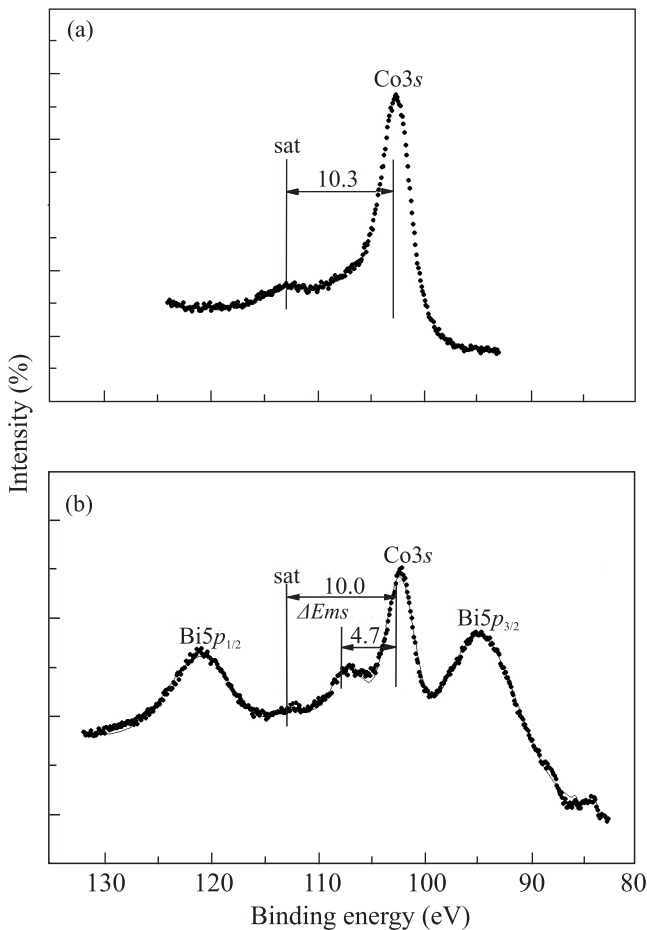 (a)
Co3s
sat
10.3
Intensity (%)
(b)
Co3s
sat
10.0
ΔEms
4.7
Bi5p1/2
Bi5p3/2
130 120 110 100 90 80
Binding energy (eV)